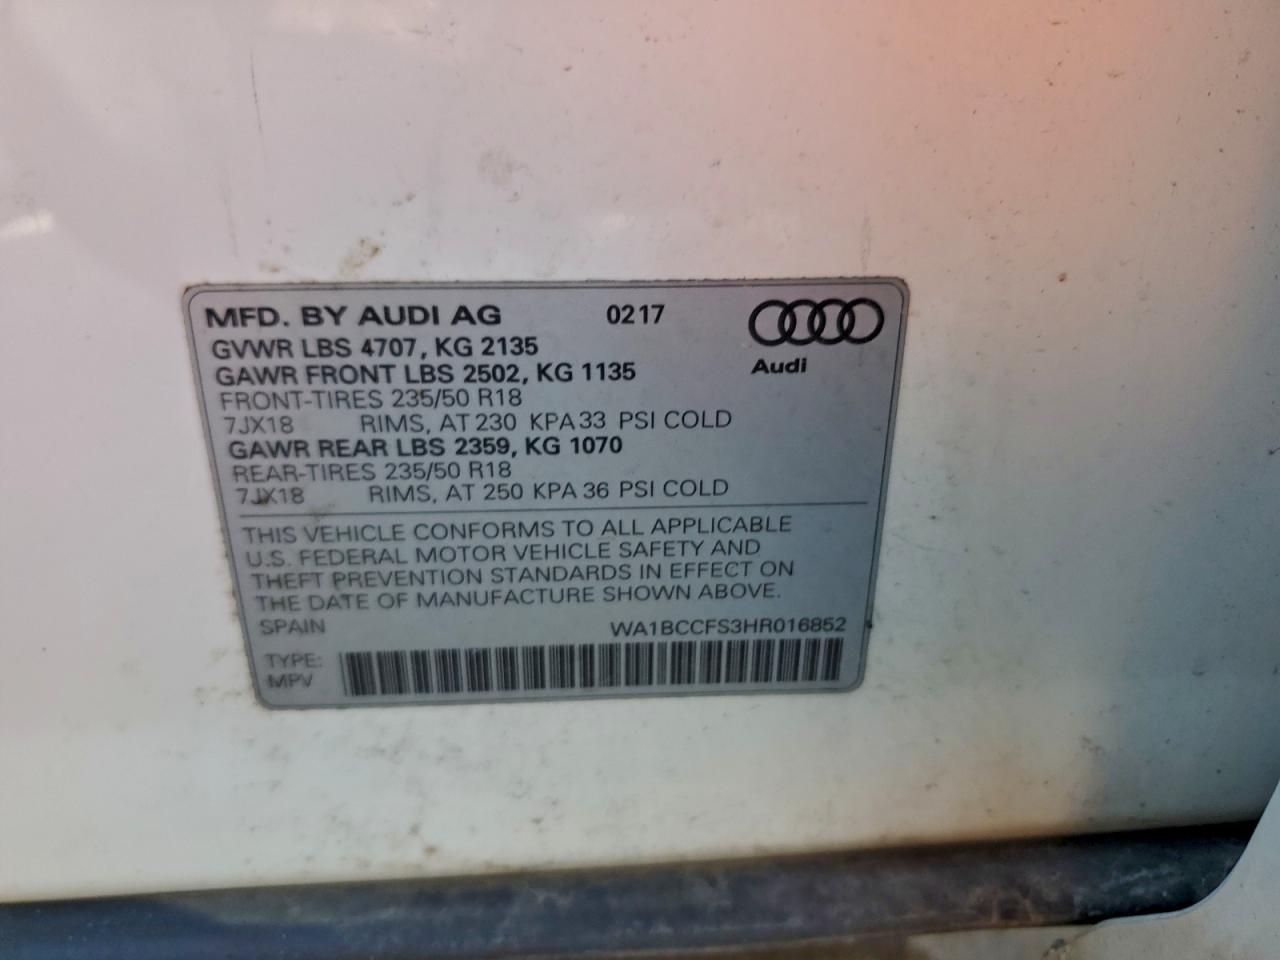 MFD. BY AUDI AG 0217
GVWR LBS 4707, KG 2135
GAWR FRONT LBS 2502, KG 1135
Audi
FRONT-TIRES 235/50 R18
7JX18 RIMS, AT 230 KPA 33 PSI COLD
GAWR REAR LBS 2359, KG 1070
REAR-TIRES 235/50 R18
7JX18 RIMS, AT 250 KPA 36 PSI COLD
THIS VEHICLE CONFORMS TO ALL APPLICABLE
U.S. FEDERAL MOTOR VEHICLE SAFETY AND
THEFT PREVENTION STANDARDS IN EFFECT ON
THE DATE OF MANUFACTURE SHOWN ABOVE.
SPAIN WA1BCCFS3HR016852
TYPE:
MPV